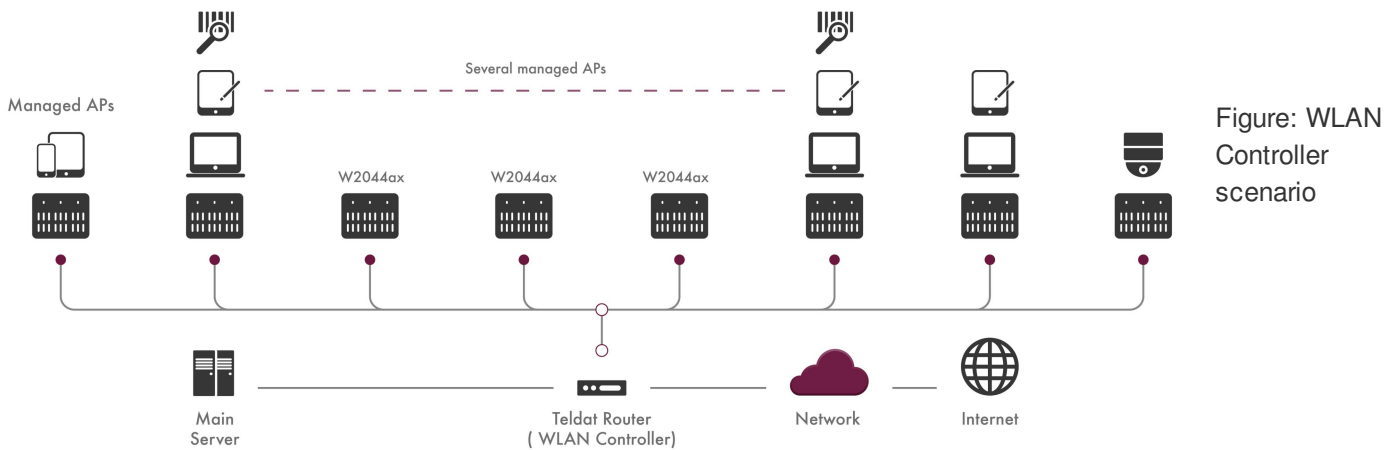 Several managed APs
Managed APs
W2044ax
W2044ax
W2044ax
Main
Server
Teldat Router
( WLAN Controller)
Network
Internet
Figure: WLAN
Controller
scenario